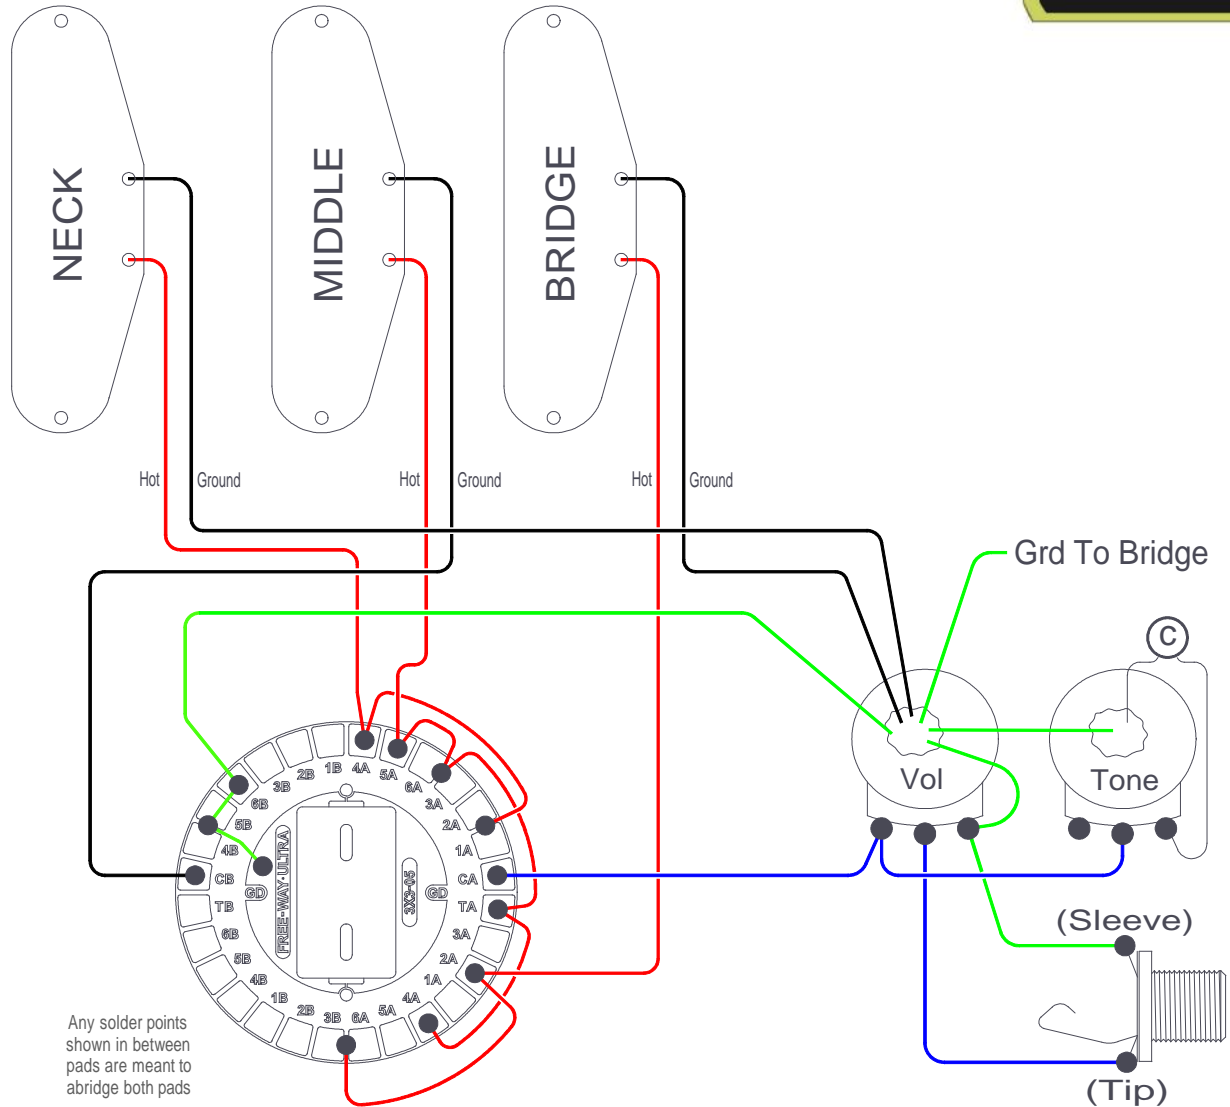 NECK
MIDDLE
BRIDGE
Hot
Ground
Hot
Ground
Hot
Ground
Grd To Bridge
C
Vol
Tone
1B
4A
2B
5A
3B
6A
6B
3A
5B
2A
4B
1A
CB
CA
GD
GD
FREE-WAY-ULTRA
3X3-05
TB
TA
6B
3A
5B
2A
4B
1A
1B
4A
2B
5A
3B
6A
(Sleeve)
(Tip)
Any solder points
shown in between
pads are meant to
abridge both pads